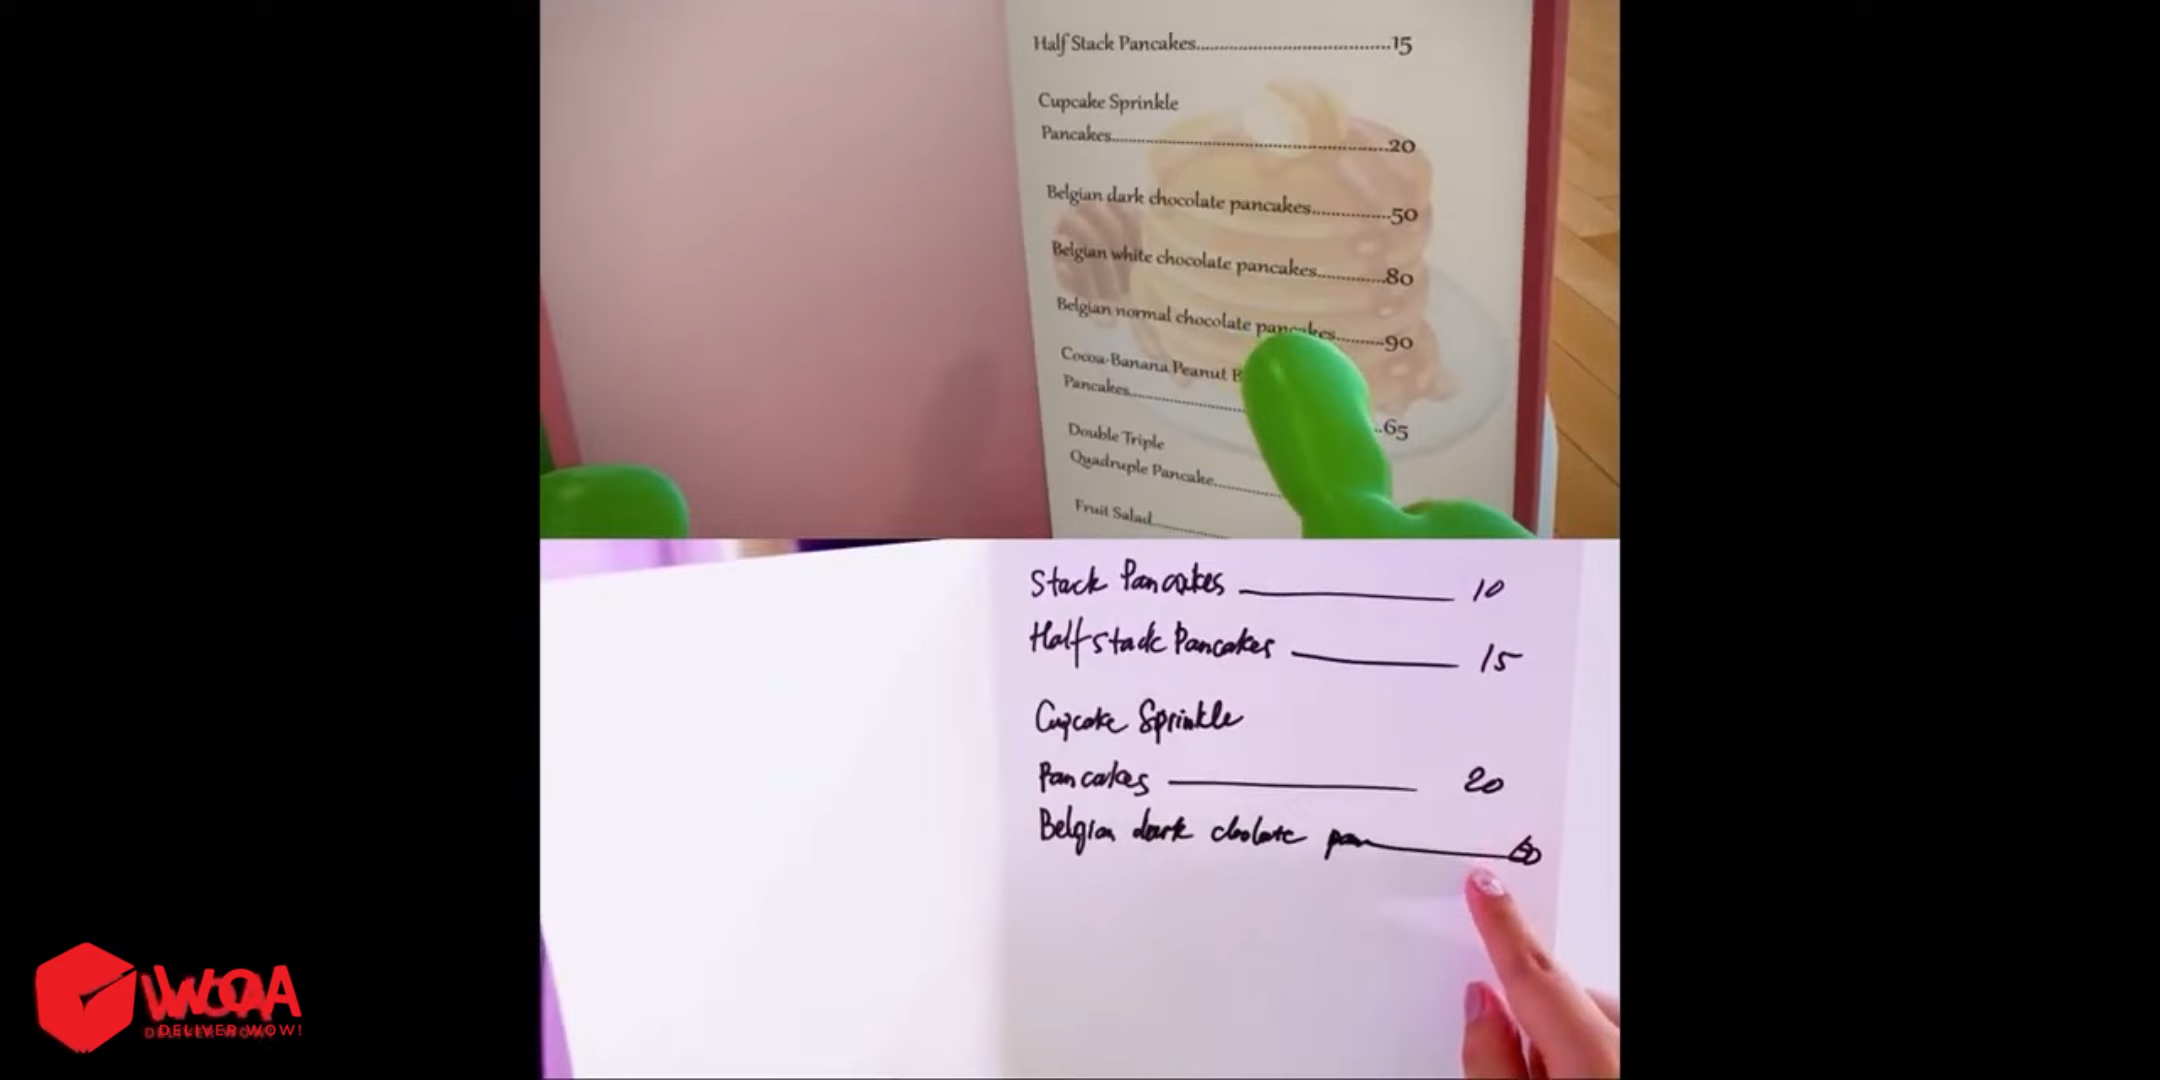 Half Stack Pancakes........................................15
Cupcake Sprinkle
Pancakes........................................20
Belgian dark chocolate pancakes................50
Belgian white chocolate pancakes..............80
Belgian normal chocolate pancakes..........90
Cocoa-Banana Peanut
Pancakes........................65
Double Triple
Quadruple Pancake..............
Fruit Salad..............
Stack Pancakes 10
Half stack Pancakes 15
Cupcake Sprinkle
Pancakes 20
Belgian dark cholate pan
WOA
DELIVER WOW!